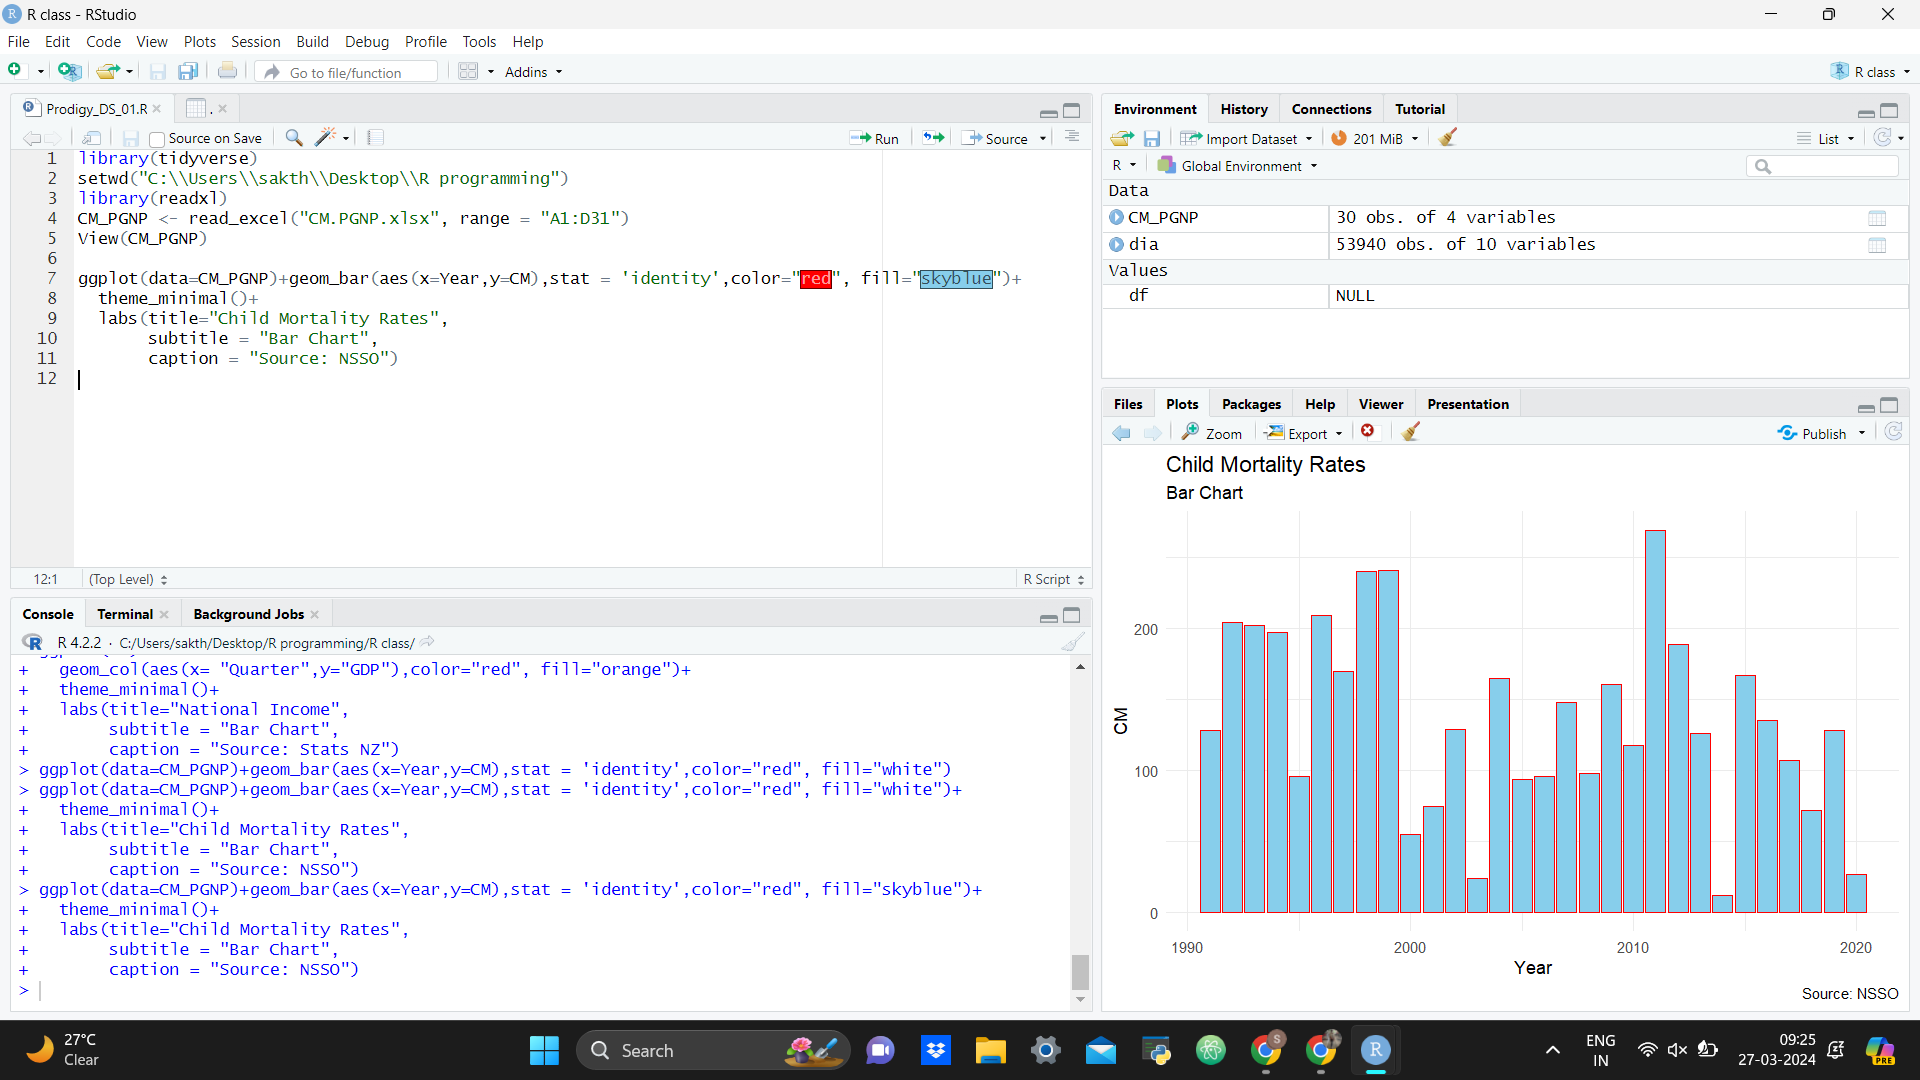 R class - RStudio
File Edit Code View Plots Session Build Debug Profile Tools Help
Go to file/function Addins R class
Prodigy_DS_01.R .
Source on Save Run Source
1 library(tidyverse)
2 setwd("C:\\Users\\sakth\\Desktop\\R programming")
3 library(readxl)
4 CM_PGNP <- read_excel("CM.PGNP.xlsx", range = "A1:D31")
5 View(CM_PGNP)
6
7 ggplot(data=CM_PGNP)+geom_bar(aes(x=Year,y=CM),stat = 'identity',color="red", fill="skyblue")+
8 theme_minimal()+
9 labs(title="Child Mortality Rates",
10 subtitle = "Bar Chart",
11 caption = "Source: NSSO")
12
12:1 (Top Level) R Script
Console Terminal Background Jobs
R 4.2.2 · C:/Users/sakth/Desktop/R programming/R class/
+ geom_col(aes(x= "Quarter",y="GDP"),color="red", fill="orange")+
+ theme_minimal()+
+ labs(title="National Income",
+ subtitle = "Bar Chart",
+ caption = "Source: Stats NZ")
> ggplot(data=CM_PGNP)+geom_bar(aes(x=Year,y=CM),stat = 'identity',color="red", fill="white")
> ggplot(data=CM_PGNP)+geom_bar(aes(x=Year,y=CM),stat = 'identity',color="red", fill="white")+
+ theme_minimal()+
+ labs(title="Child Mortality Rates",
+ subtitle = "Bar Chart",
+ caption = "Source: NSSO")
> ggplot(data=CM_PGNP)+geom_bar(aes(x=Year,y=CM),stat = 'identity',color="red", fill="skyblue")+
+ theme_minimal()+
+ labs(title="Child Mortality Rates",
+ subtitle = "Bar Chart",
+ caption = "Source: NSSO")
>
Environment History Connections Tutorial
Import Dataset 201 MiB List
R Global Environment
Data
CM_PGNP 30 obs. of 4 variables
dia 53940 obs. of 10 variables
Values
df NULL
Files Plots Packages Help Viewer Presentation
Zoom Export Publish
Child Mortality Rates
Bar Chart
200
100
0
CM
1990 2000 2010 2020
Year
Source: NSSO
27°C
Clear
Search
ENG
IN
09:25
27-03-2024
PRE